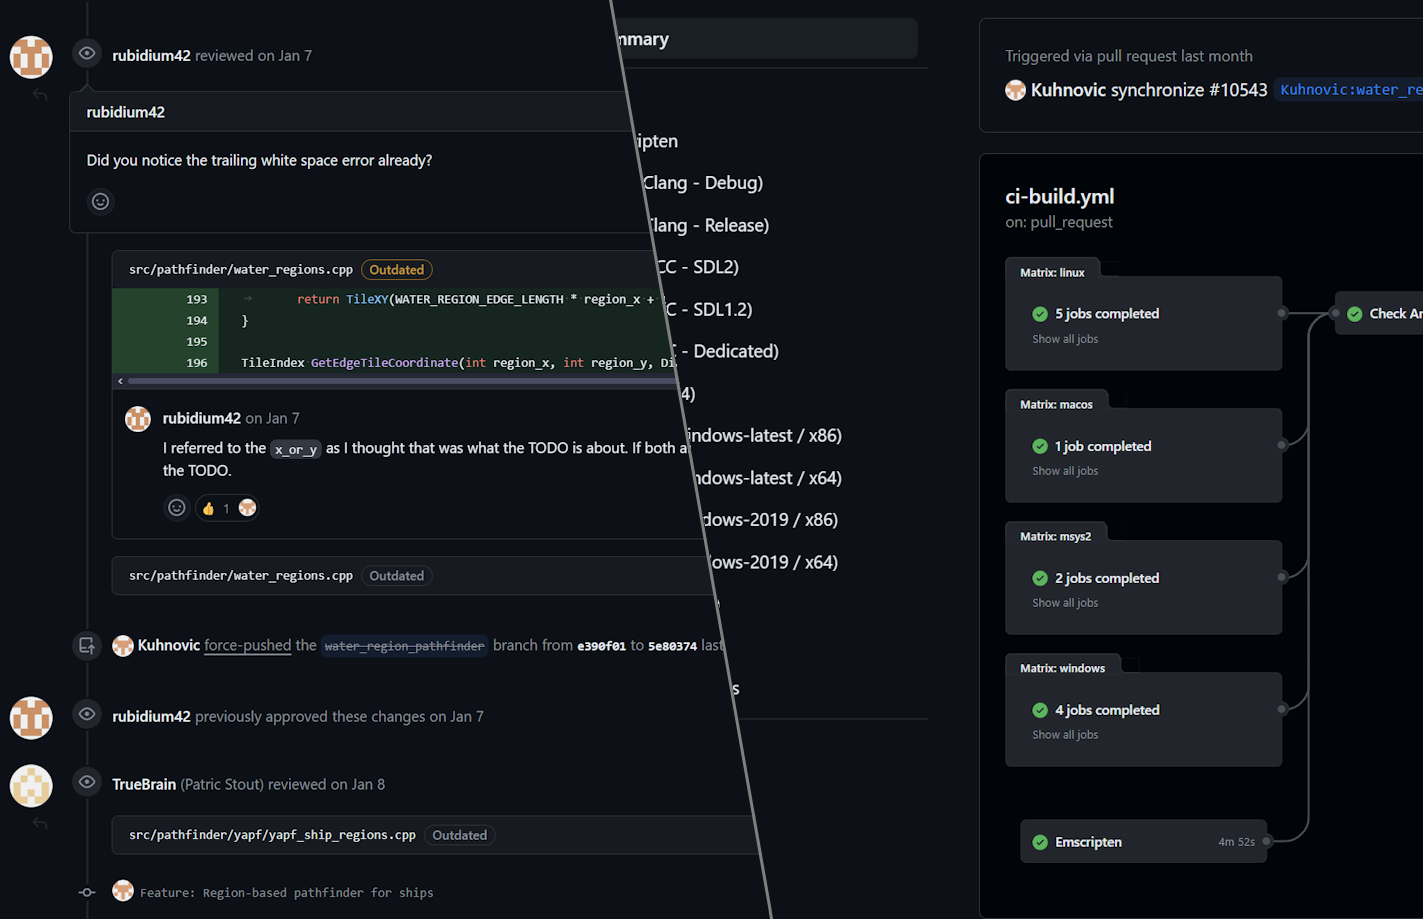 rubidium42 reviewed on Jan 7
rubidium42
Did you notice the trailing white space error already?
src/pathfinder/water_regions.cpp Outdated
193 return TileXY(WATER_REGION_EDGE_LENGTH * region_x +
194 }
195
196 TileIndex GetEdgeTileCoordinate(int region_x, int region_y, Di
rubidium42 on Jan 7
I referred to the x_or_y as I thought that was what the TODO is about. If both a
the TODO.
👍 1
src/pathfinder/water_regions.cpp Outdated
Kuhnovic force-pushed the water_region_pathfinder branch from e390f01 to 5e80374 last
rubidium42 previously approved these changes on Jan 7
TrueBrain (Patric Stout) reviewed on Jan 8
src/pathfinder/yapf/yapf_ship_regions.cpp Outdated
Feature: Region-based pathfinder for ships
mmary
ipten
Clang - Debug)
lang - Release)
CC - SDL2)
C - SDL1.2)
- Dedicated)
4)
indows-latest / x86)
ndows-latest / x64)
dows-2019 / x86)
ows-2019 / x64)
s
Triggered via pull request last month
Kuhnovic synchronize #10543 Kuhnovic:water_re
ci-build.yml
on: pull_request
Matrix: linux
5 jobs completed
Show all jobs
Check Ar
Matrix: macos
1 job completed
Show all jobs
Matrix: msys2
2 jobs completed
Show all jobs
Matrix: windows
4 jobs completed
Show all jobs
Emscripten 4m 52s